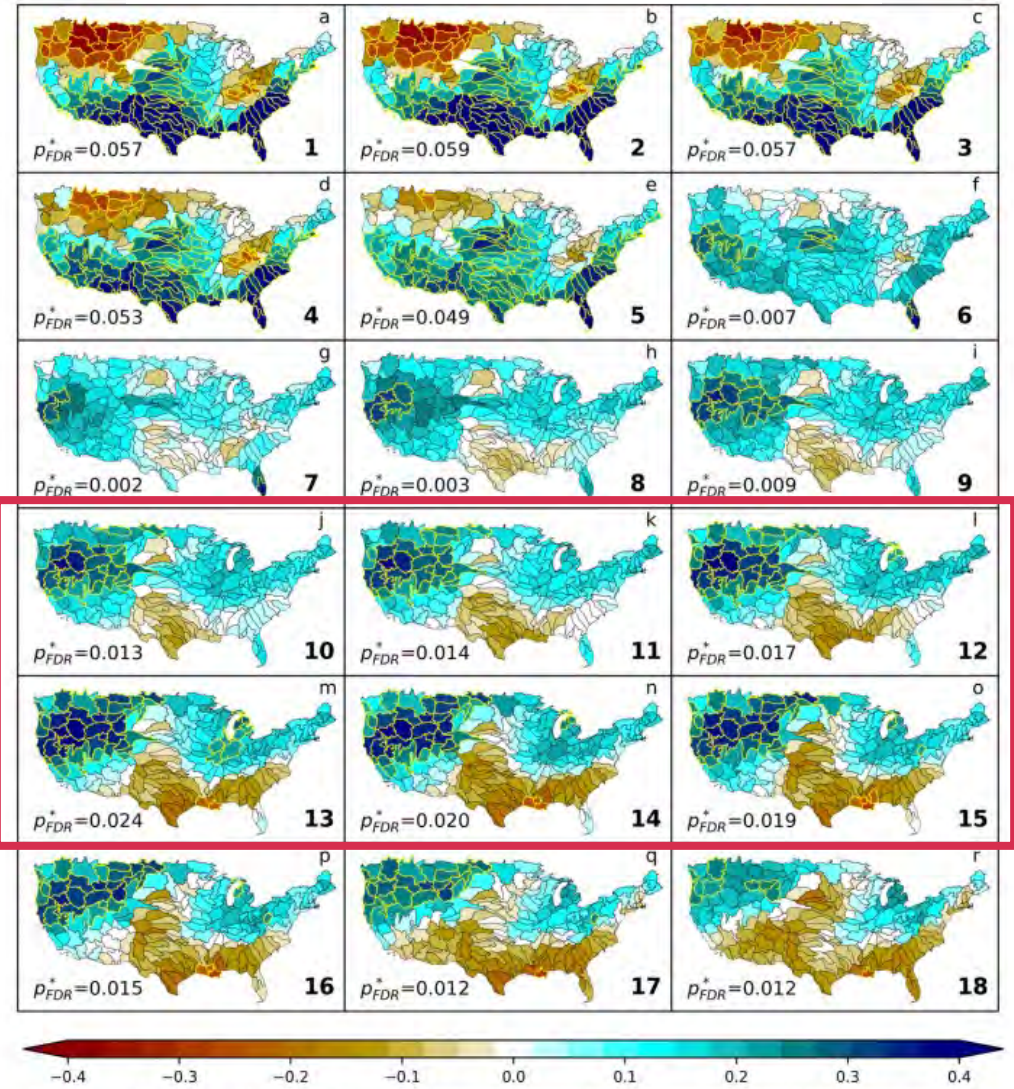 a b c
p*FDR=0.057 1 p*FDR=0.059 2 p*FDR=0.057 3
d e f
p*FDR=0.053 4 p*FDR=0.049 5 p*FDR=0.007 6
g h i
p*FDR=0.002 7 p*FDR=0.003 8 p*FDR=0.009 9
j k l
p*FDR=0.013 10 p*FDR=0.014 11 p*FDR=0.017 12
m n o
p*FDR=0.024 13 p*FDR=0.020 14 p*FDR=0.019 15
p q r
p*FDR=0.015 16 p*FDR=0.012 17 p*FDR=0.012 18
−0.4 −0.3 −0.2 −0.1 0.0 0.1 0.2 0.3 0.4